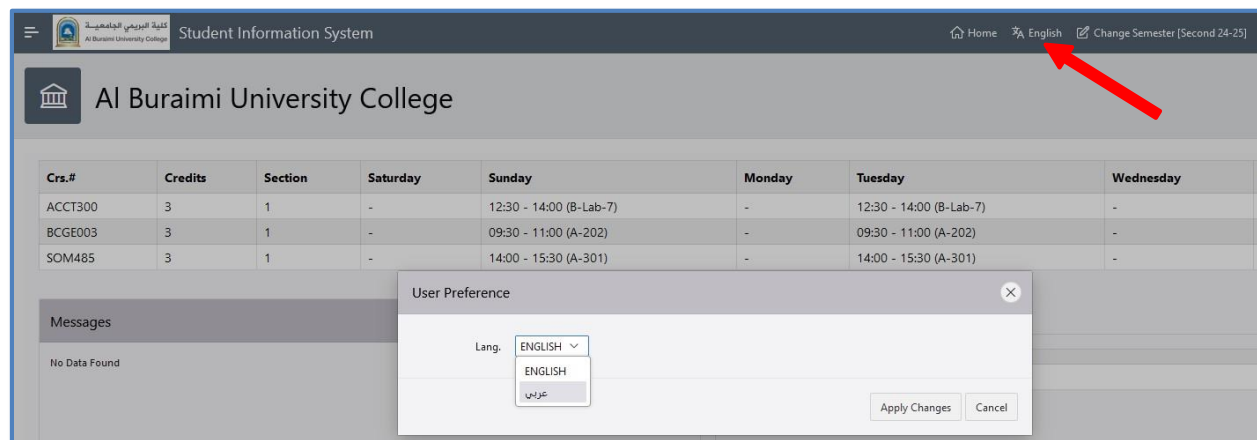 كلية البريمي الجامعيـــة
Al Buraimi University College
Student Information System
Home
English
Change Semester [Second 24-25]
Al Buraimi University College
Crs.# Credits Section Saturday Sunday Monday Tuesday Wednesday
ACCT300 3 1 - 12:30 - 14:00 (B-Lab-7) - 12:30 - 14:00 (B-Lab-7) -
BCGE003 3 1 - 09:30 - 11:00 (A-202) - 09:30 - 11:00 (A-202) -
SOM485 3 1 - 14:00 - 15:30 (A-301) - 14:00 - 15:30 (A-301) -
Messages
No Data Found
User Preference
Lang. ENGLISH
ENGLISH
عربي
Apply Changes Cancel